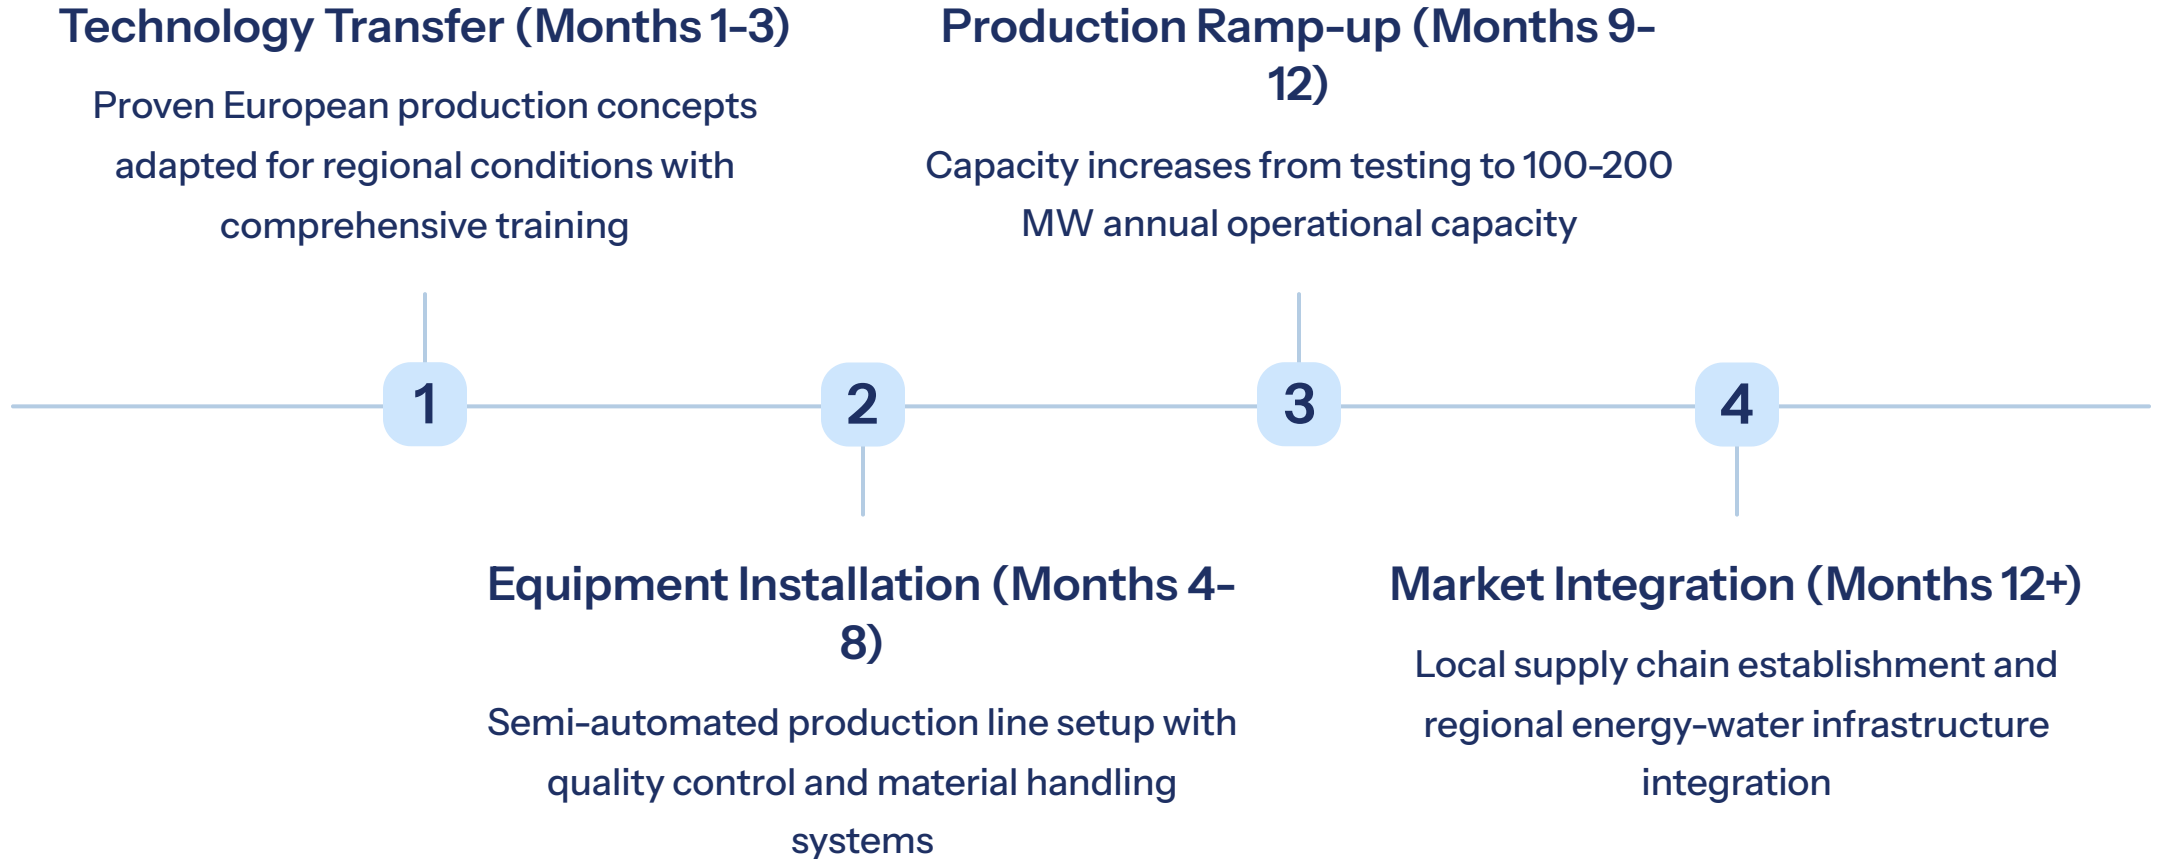 Technology Transfer (Months 1–3)
Proven European production concepts
adapted for regional conditions with
comprehensive training
1
Equipment Installation (Months 4–
8)
Semi-automated production line setup with
quality control and material handling
systems
2
Production Ramp-up (Months 9–
12)
Capacity increases from testing to 100-200
MW annual operational capacity
3
Market Integration (Months 12+)
Local supply chain establishment and
regional energy-water infrastructure
integration
4